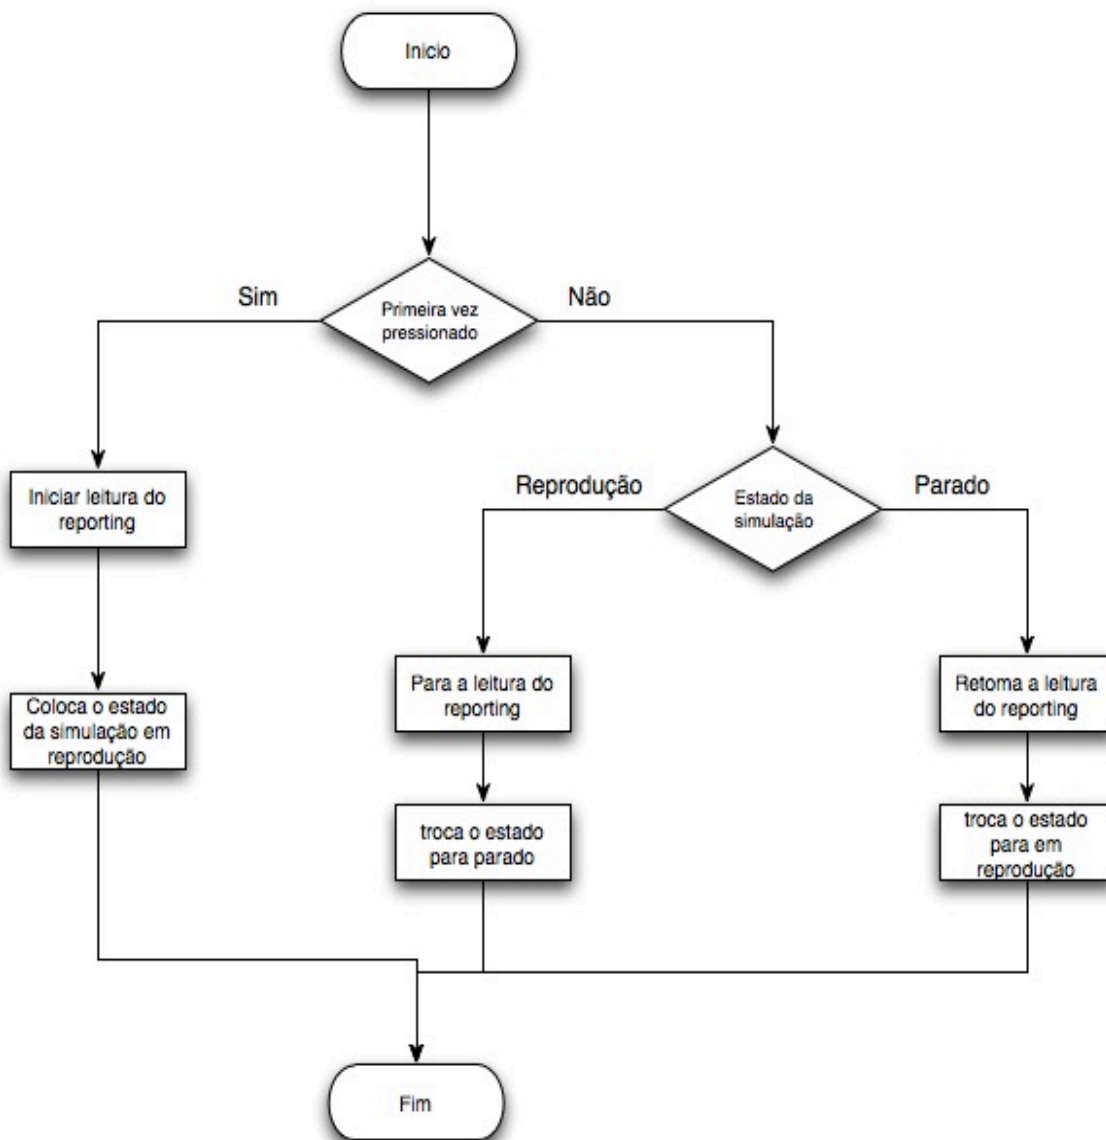 Inicio
Sim
Não
Primeira vez
pressionado
Reprodução
Parado
Estado da
simulação
Iniciar leitura do
reporting
Para a leitura do
reporting
Retoma a leitura
do reporting
Coloca o estado
da simulação em
reprodução
troca o estado
para parado
troca o estado
para em
reprodução
Fim